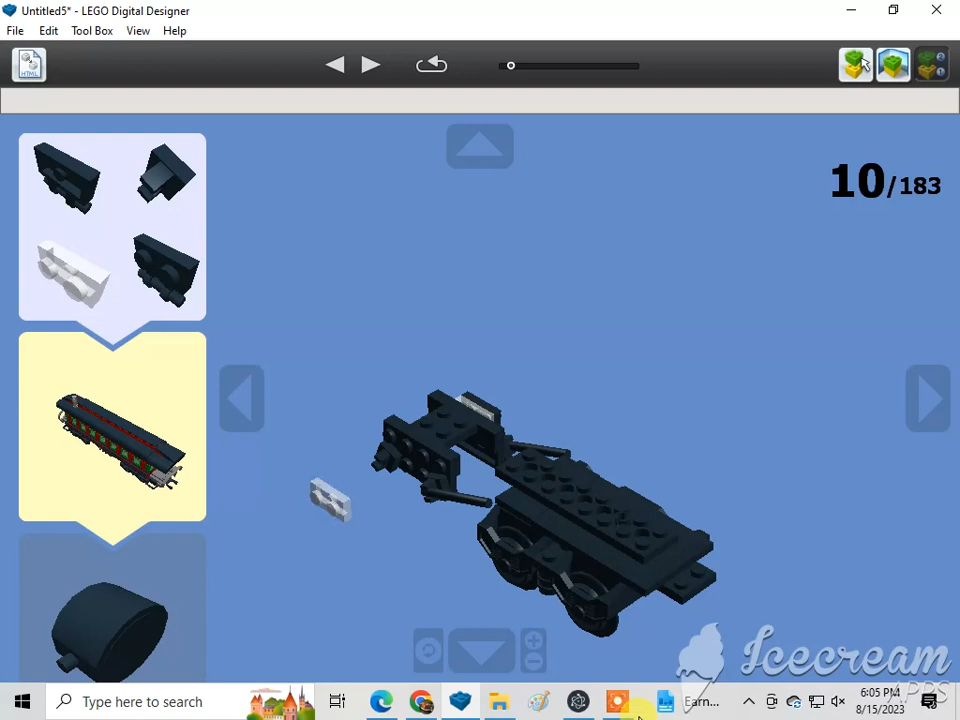 Untitled5* - LEGO Digital Designer
File Edit Tool Box View Help
HTML
10/183
Icecream
APPS
Type here to search
Earn...
6:05 PM
8/15/2023